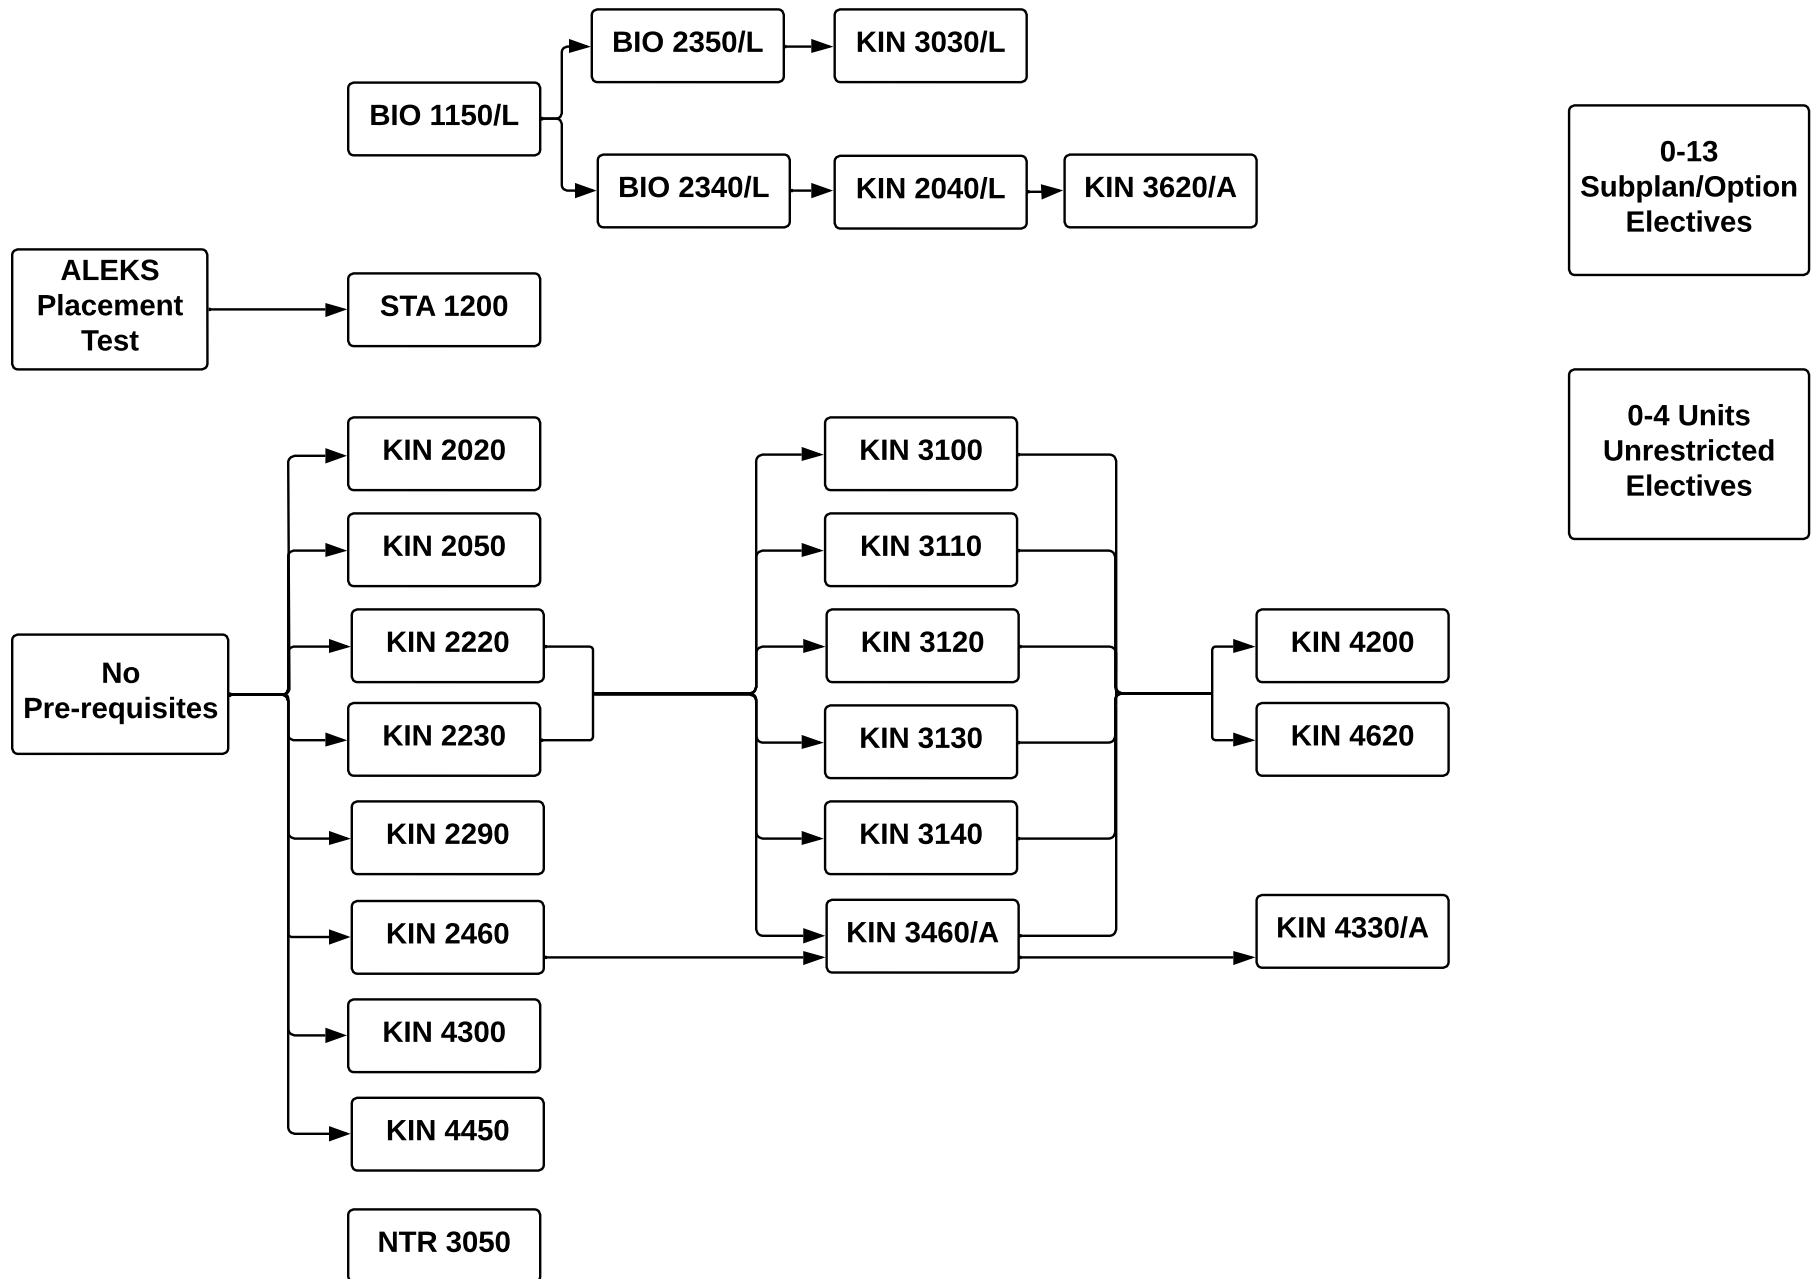 BIO 2350/L
KIN 3030/L
BIO 1150/L
BIO 2340/L
KIN 2040/L
KIN 3620/A
0-13
Subplan/Option
Electives
ALEKS
Placement
Test
STA 1200
0-4 Units
Unrestricted
Electives
KIN 2020
KIN 3100
KIN 2050
KIN 3110
KIN 2220
KIN 3120
KIN 4200
No
Pre-requisites
KIN 2230
KIN 3130
KIN 4620
KIN 2290
KIN 3140
KIN 2460
KIN 3460/A
KIN 4330/A
KIN 4300
KIN 4450
NTR 3050